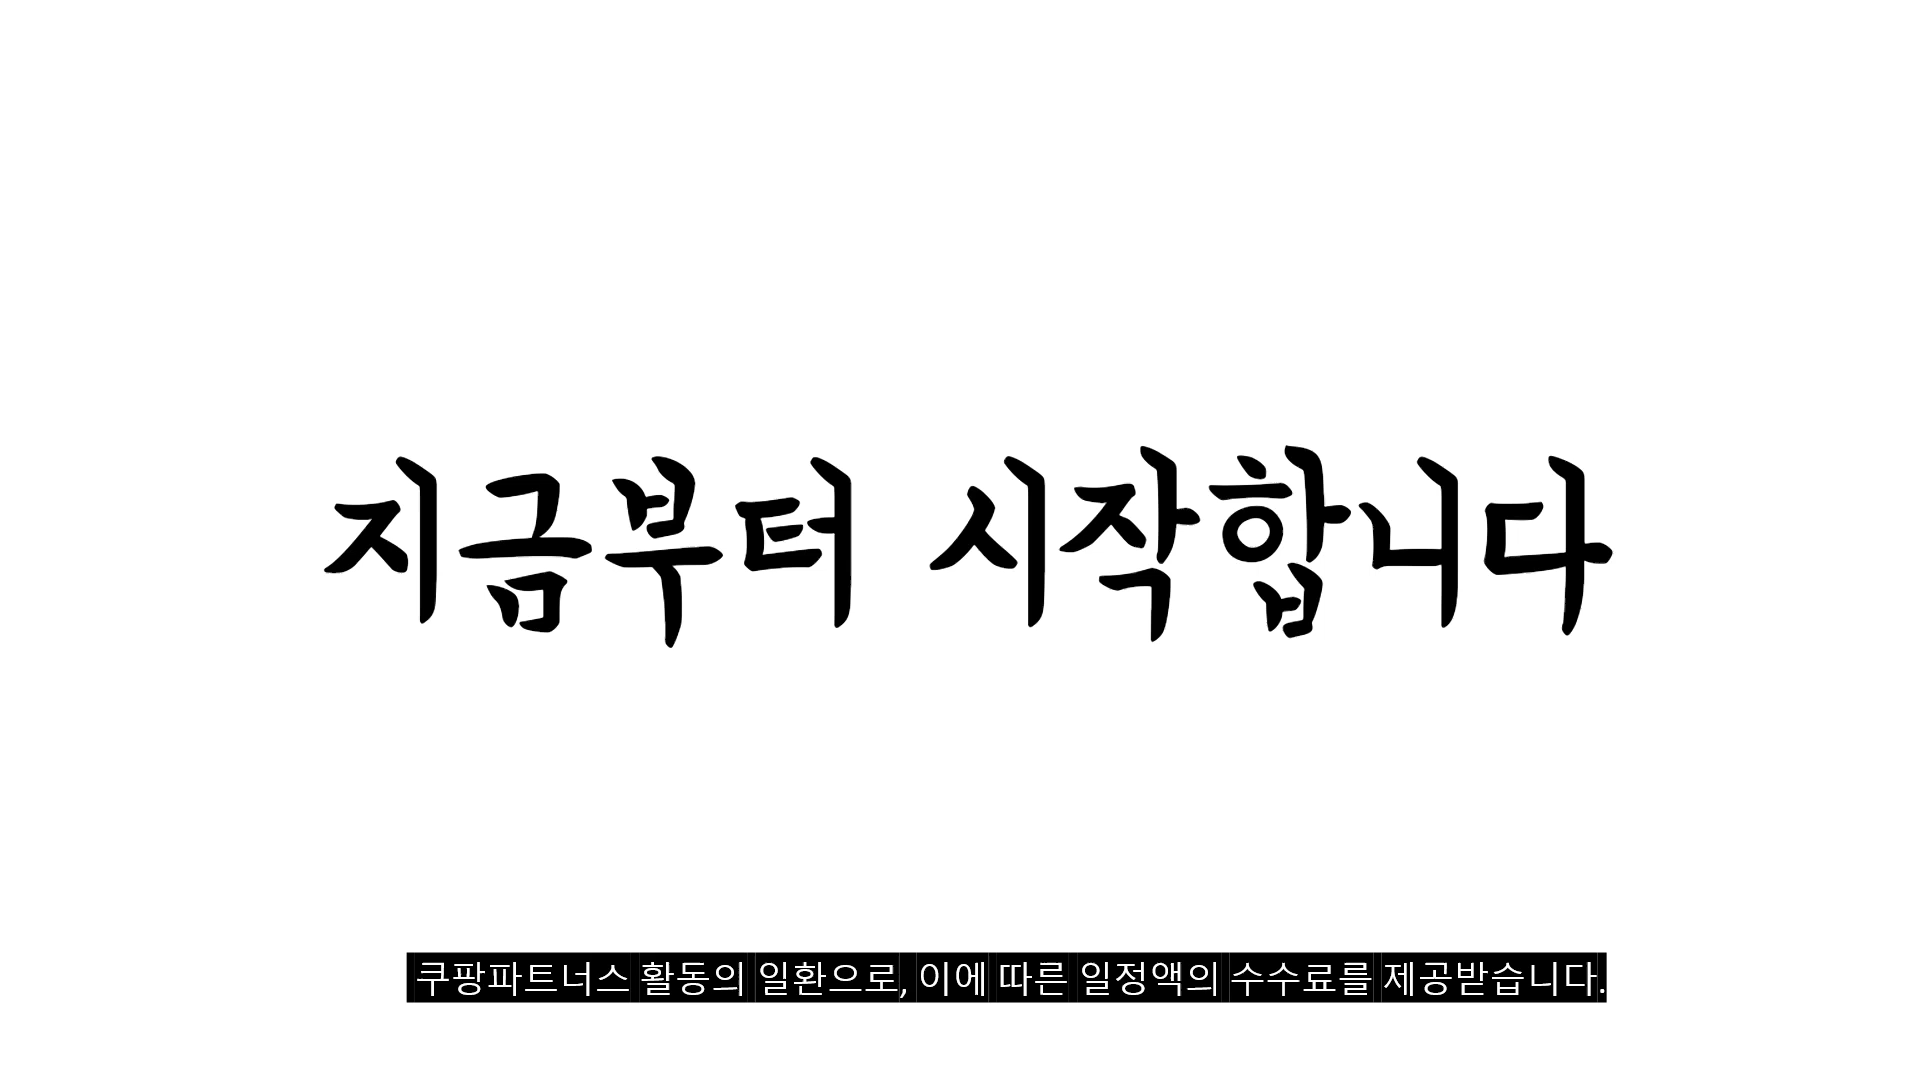 지금부터 시작합니다
쿠팡파트너스 활동의 일환으로, 이에 따른 일정액의 수수료를 제공받습니다.